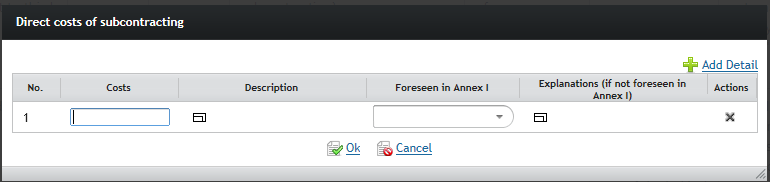 Direct costs of subcontracting
Add Detail
No. Costs Description Foreseen in Annex I Explanations (if not foreseen in
Annex I) Actions
1
Ok Cancel